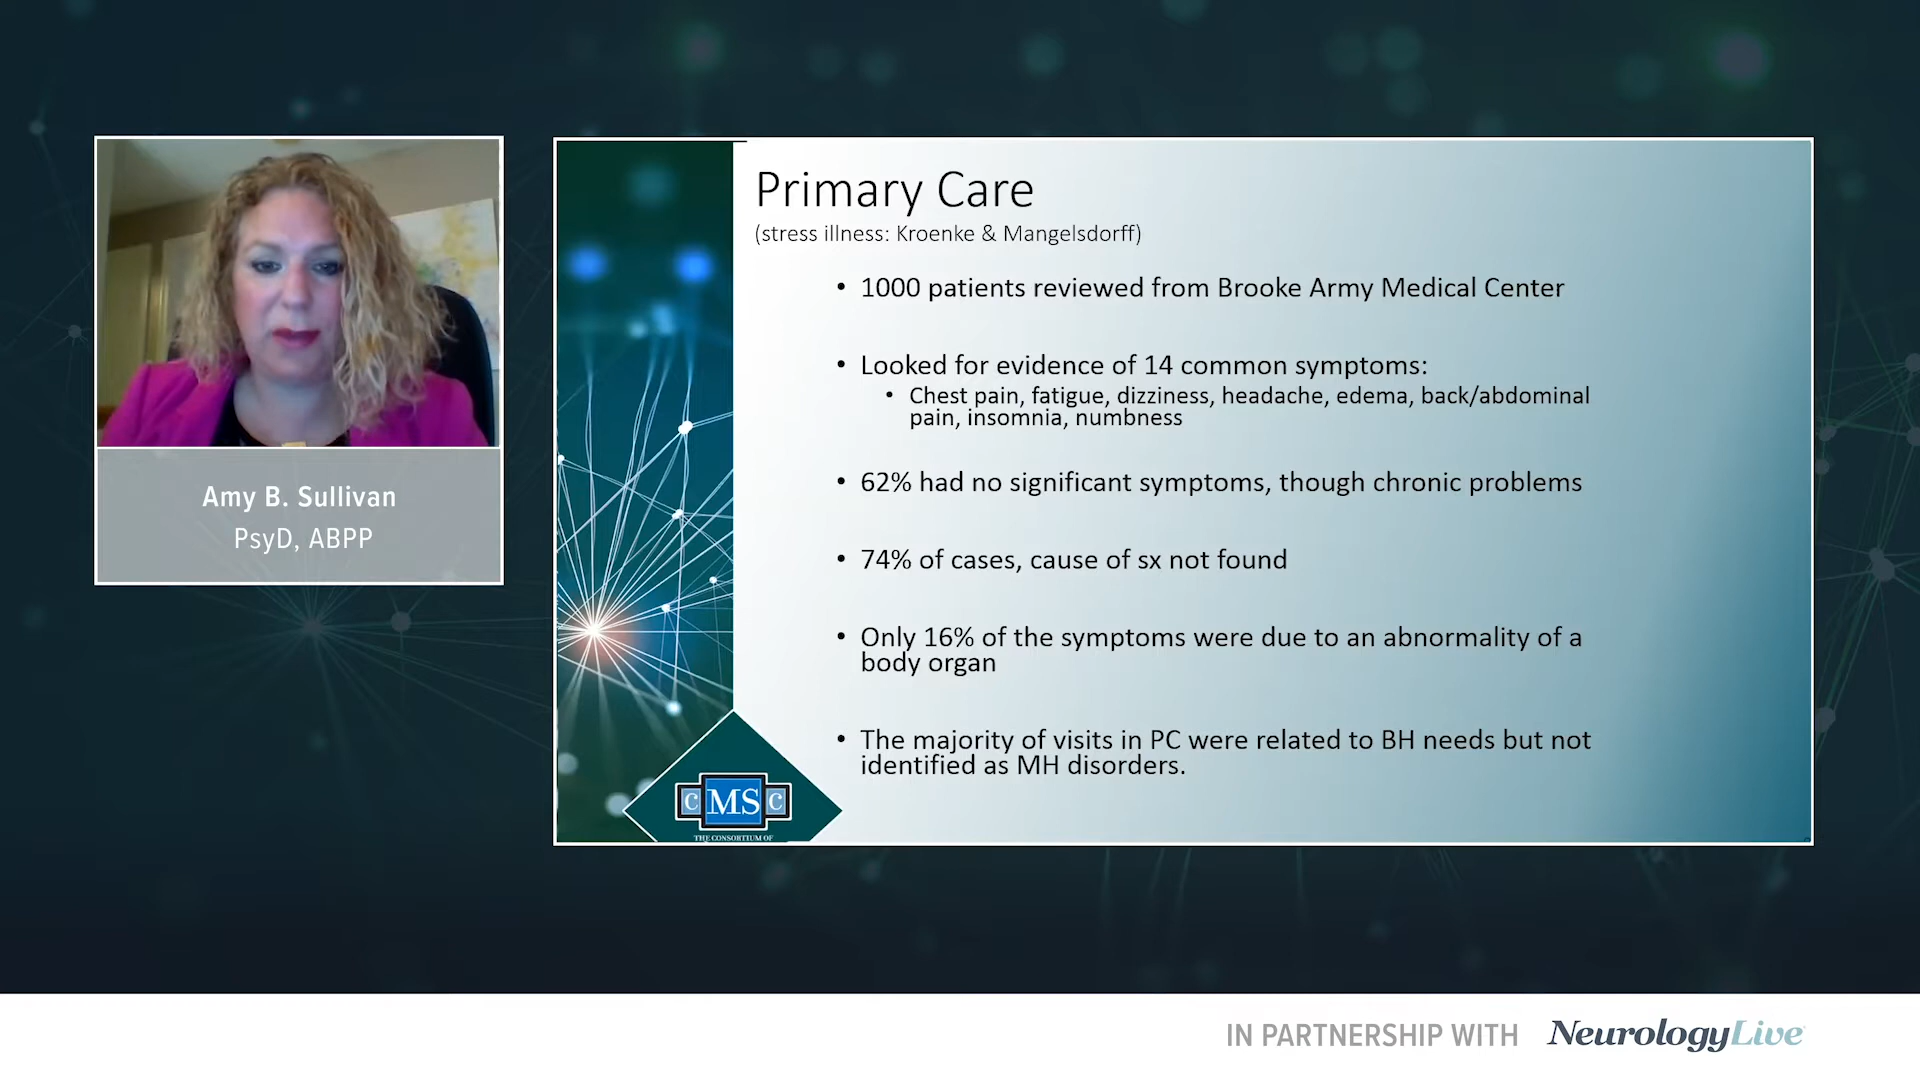 Amy B. Sullivan
PsyD, ABPP
Primary Care
(stress illness: Kroenke & Mangelsdorff)
• 1000 patients reviewed from Brooke Army Medical Center
• Looked for evidence of 14 common symptoms:
• Chest pain, fatigue, dizziness, headache, edema, back/abdominal
pain, insomnia, numbness
• 62% had no significant symptoms, though chronic problems
• 74% of cases, cause of sx not found
• Only 16% of the symptoms were due to an abnormality of a
body organ
• The majority of visits in PC were related to BH needs but not
identified as MH disorders.
C MS C
THE CONSORTIUM OF
IN PARTNERSHIP WITH NeurologyLive